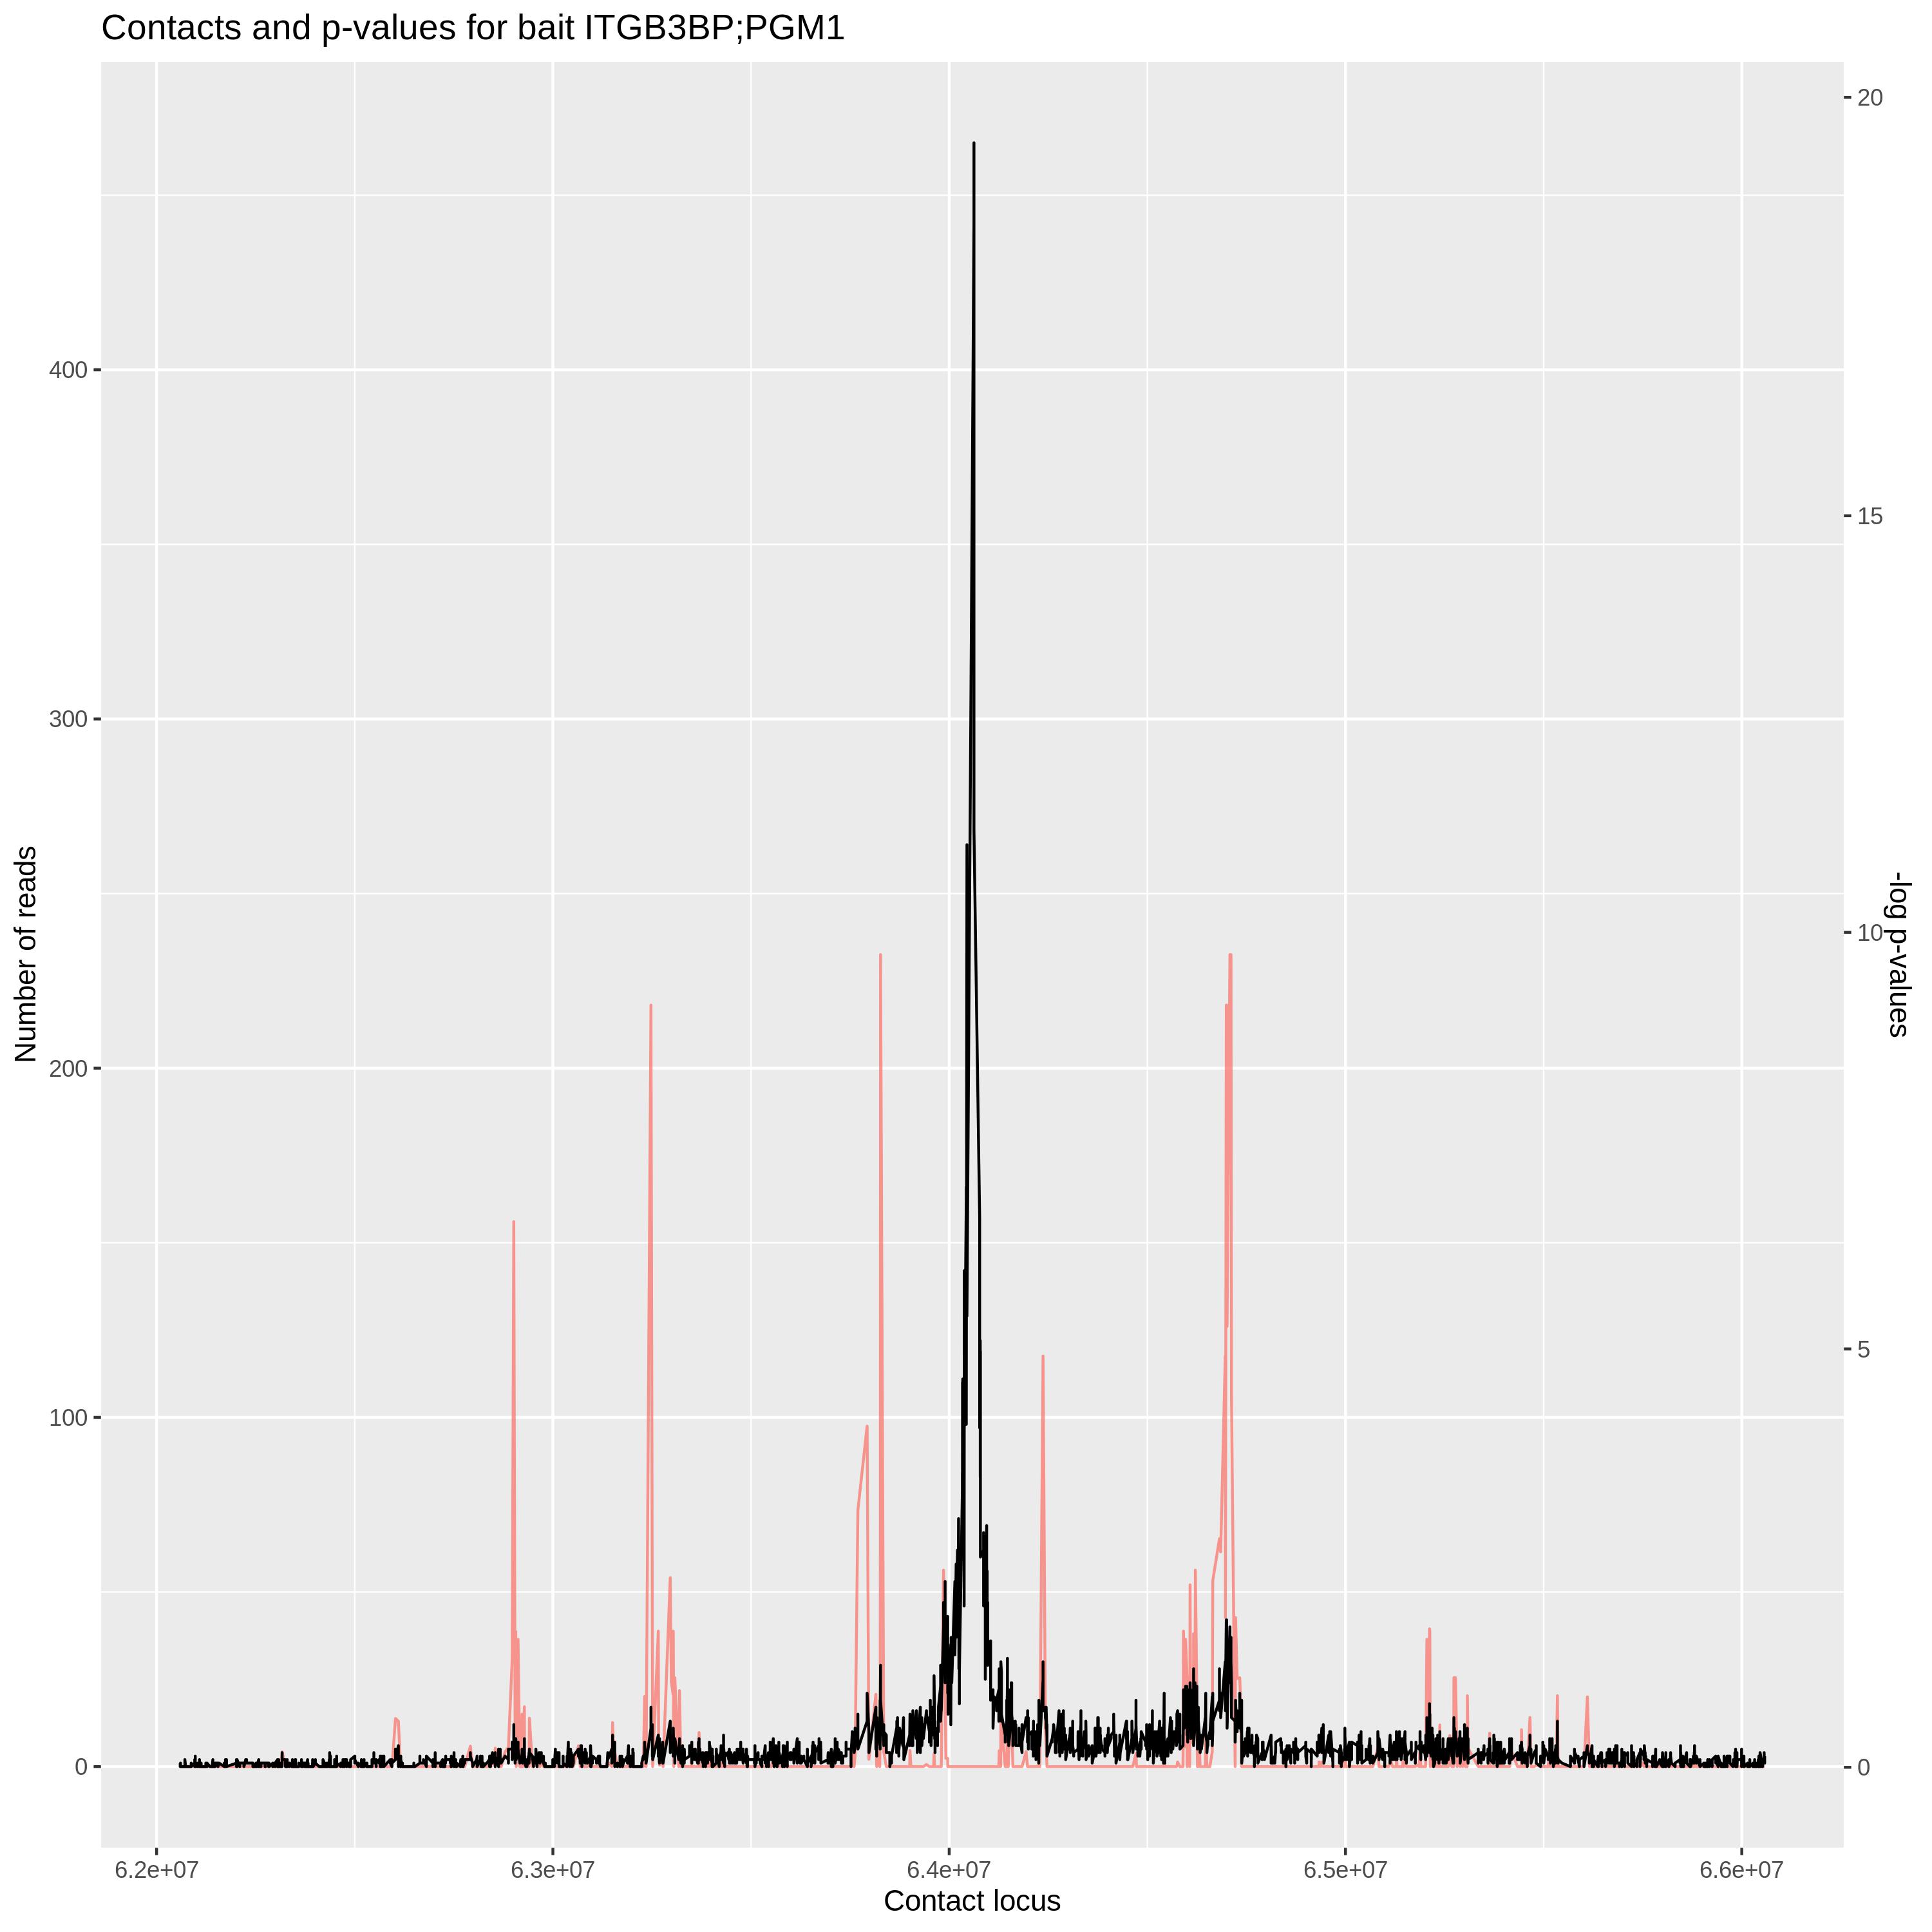 Contacts and p-values for bait ITGB3BP;PGM1
Number of reads
400
300
200
100
0
20
15
10
5
0
-log p-values
6.2e+07 6.3e+07 6.4e+07 6.5e+07 6.6e+07
Contact locus